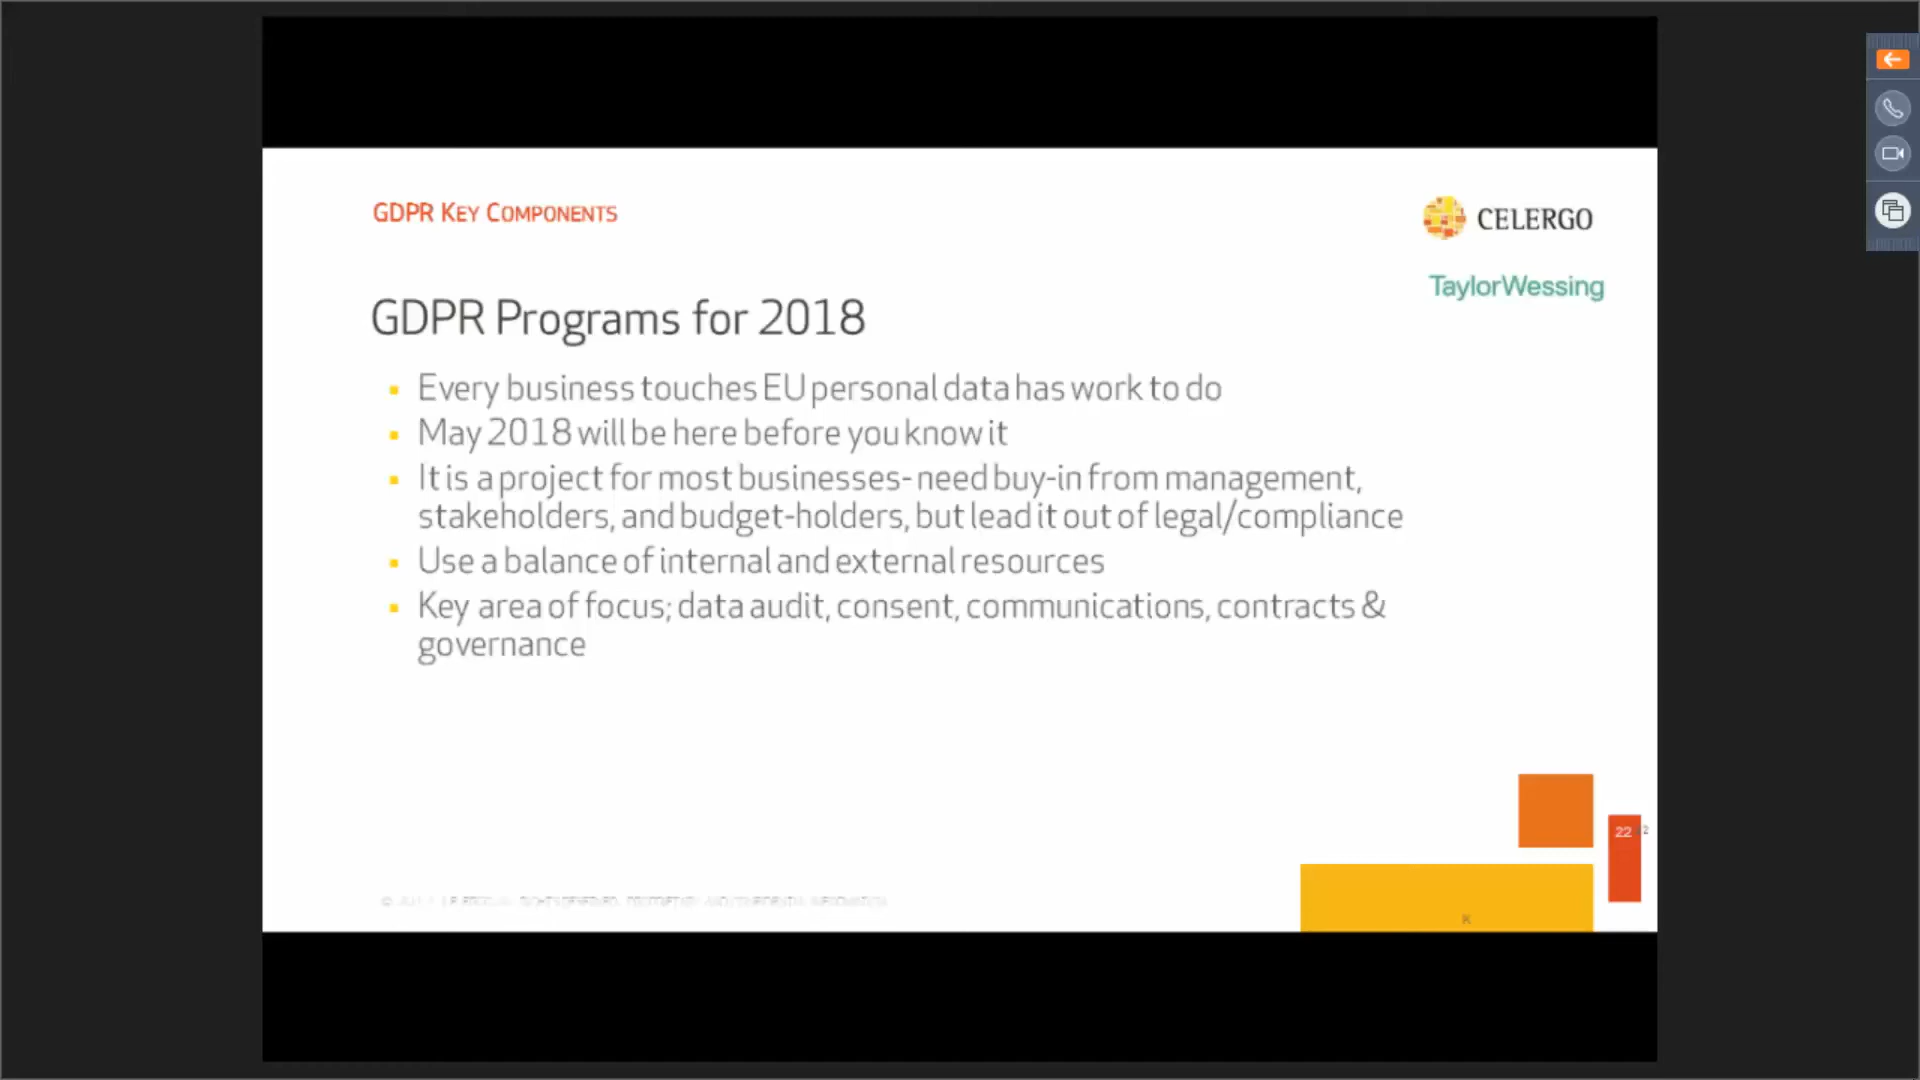 GDPR KEY COMPONENTS
CELERGO
TaylorWessing
GDPR Programs for 2018
Every business touches EU personal data has work to do
May 2018 will be here before you know it
It is a project for most businesses- need buy-in from management,
stakeholders, and budget-holders, but lead it out of legal/compliance
Use a balance of internal and external resources
Key area of focus; data audit, consent, communications, contracts &
governance
22
2
K